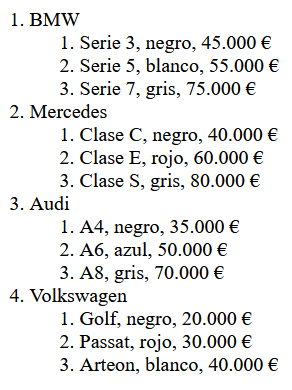 1. BMW
1. Serie 3, negro, 45.000 €
2. Serie 5, blanco, 55.000 €
3. Serie 7, gris, 75.000 €
2. Mercedes
1. Clase C, negro, 40.000 €
2. Clase E, rojo, 60.000 €
3. Clase S, gris, 80.000 €
3. Audi
1. A4, negro, 35.000 €
2. A6, azul, 50.000 €
3. A8, gris, 70.000 €
4. Volkswagen
1. Golf, negro, 20.000 €
2. Passat, rojo, 30.000 €
3. Arteon, blanco, 40.000 €